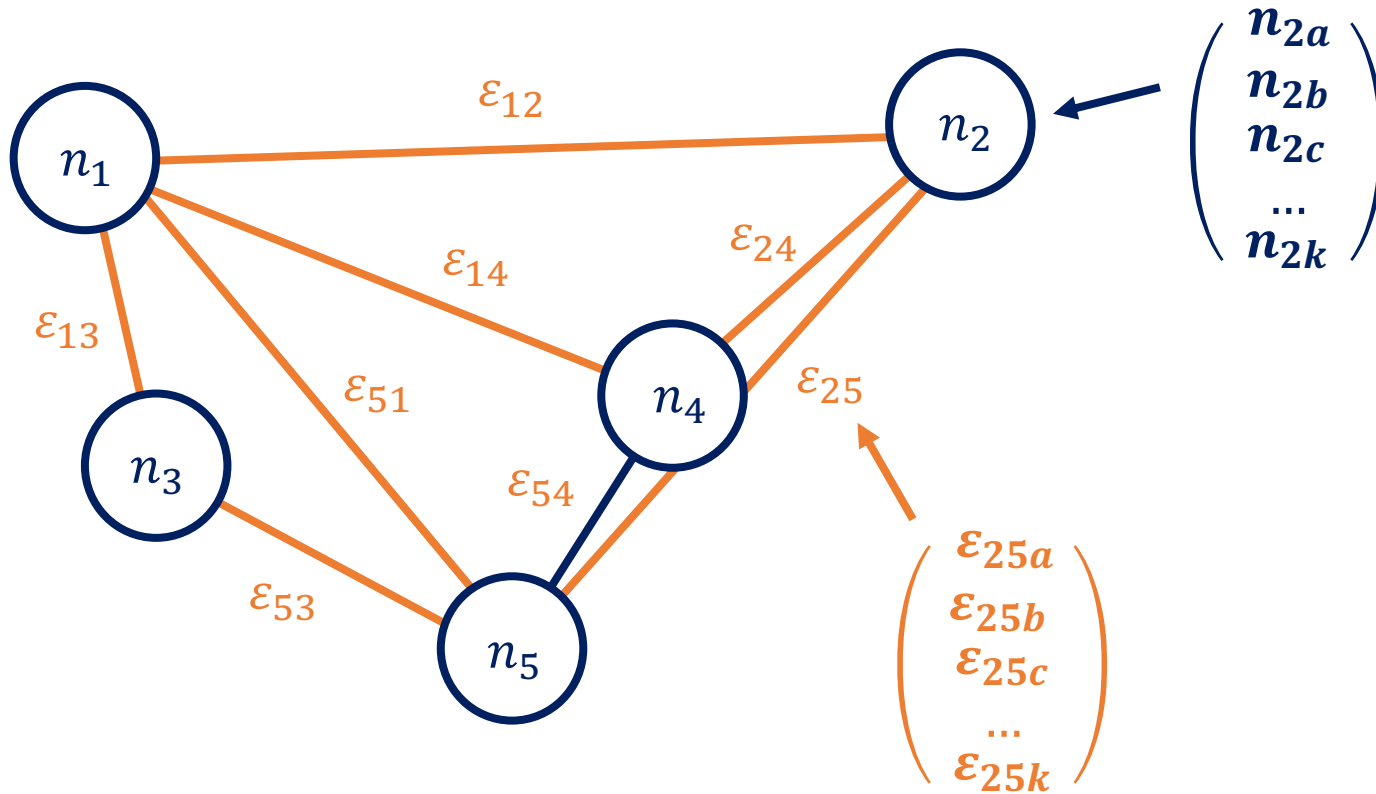 n₂ₐ
n₂b
n₂c
...
n₂ₖ
ε₁₂
n₁
n₂
ε₂₄
ε₁₄
ε₁₃
ε₅₁
ε₂₅
n₄
n₃
ε₅₄
ε₅₃
n₅
ε₂₅ₐ
ε₂₅b
ε₂₅c
...
ε₂₅ₖ